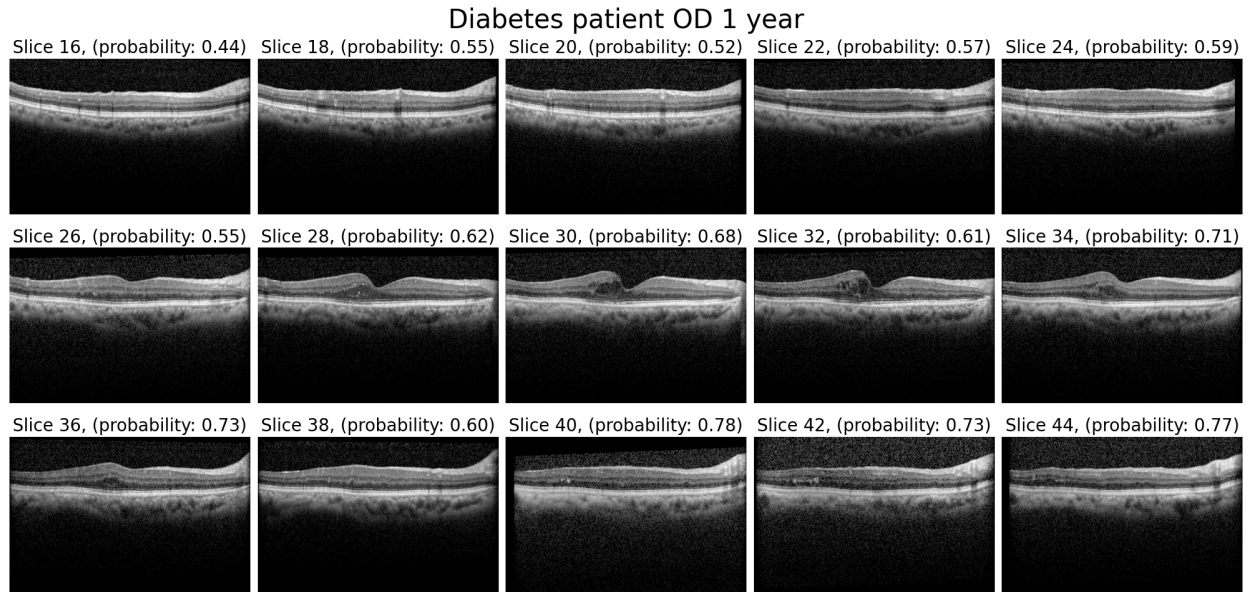 Diabetes patient OD 1 year
Slice 16, (probability: 0.44)
Slice 18, (probability: 0.55)
Slice 20, (probability: 0.52)
Slice 22, (probability: 0.57)
Slice 24, (probability: 0.59)
Slice 26, (probability: 0.55)
Slice 28, (probability: 0.62)
Slice 30, (probability: 0.68)
Slice 32, (probability: 0.61)
Slice 34, (probability: 0.71)
Slice 36, (probability: 0.73)
Slice 38, (probability: 0.60)
Slice 40, (probability: 0.78)
Slice 42, (probability: 0.73)
Slice 44, (probability: 0.77)